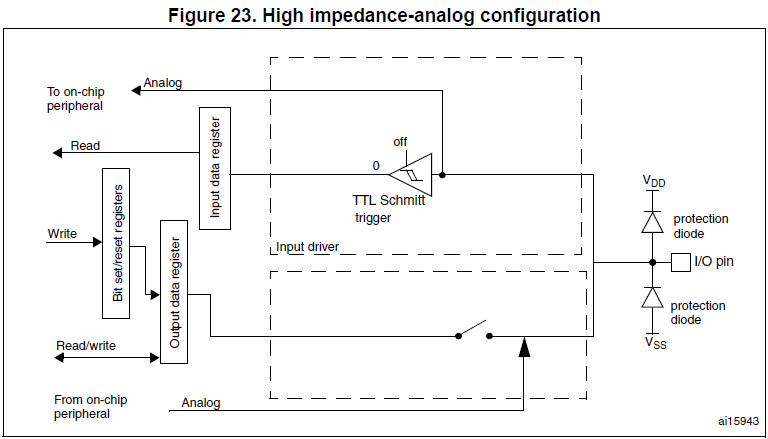 Figure 23. High impedance-analog configuration
To on-chip
peripheral
Analog
Read
Input data register
off
0
TTL Schmitt
trigger
Input driver
VDD
protection
diode
I/O pin
protection
diode
VSS
Write
Bit set/reset registers
Output data register
Read/write
From on-chip
peripheral
Analog
ai15943